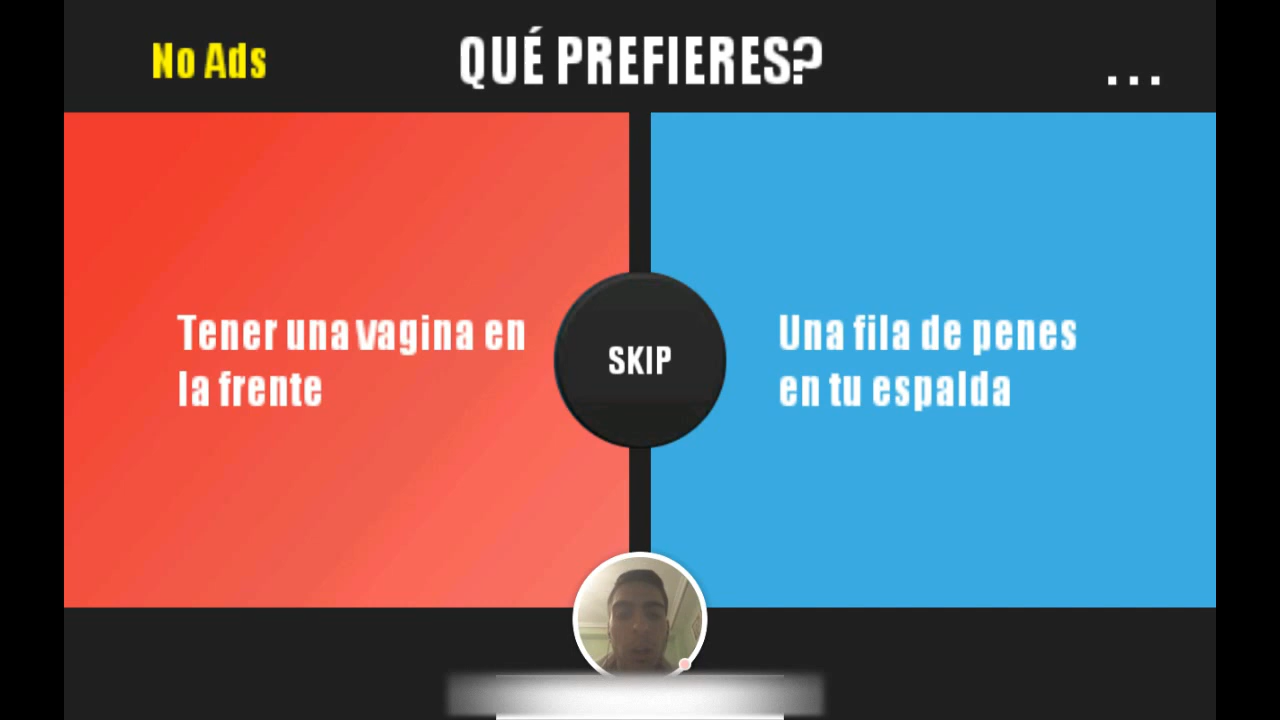 No Ads
QUÉ PREFIERES?
...
Tener una vagina en
la frente
SKIP
Una fila de penes
en tu espalda